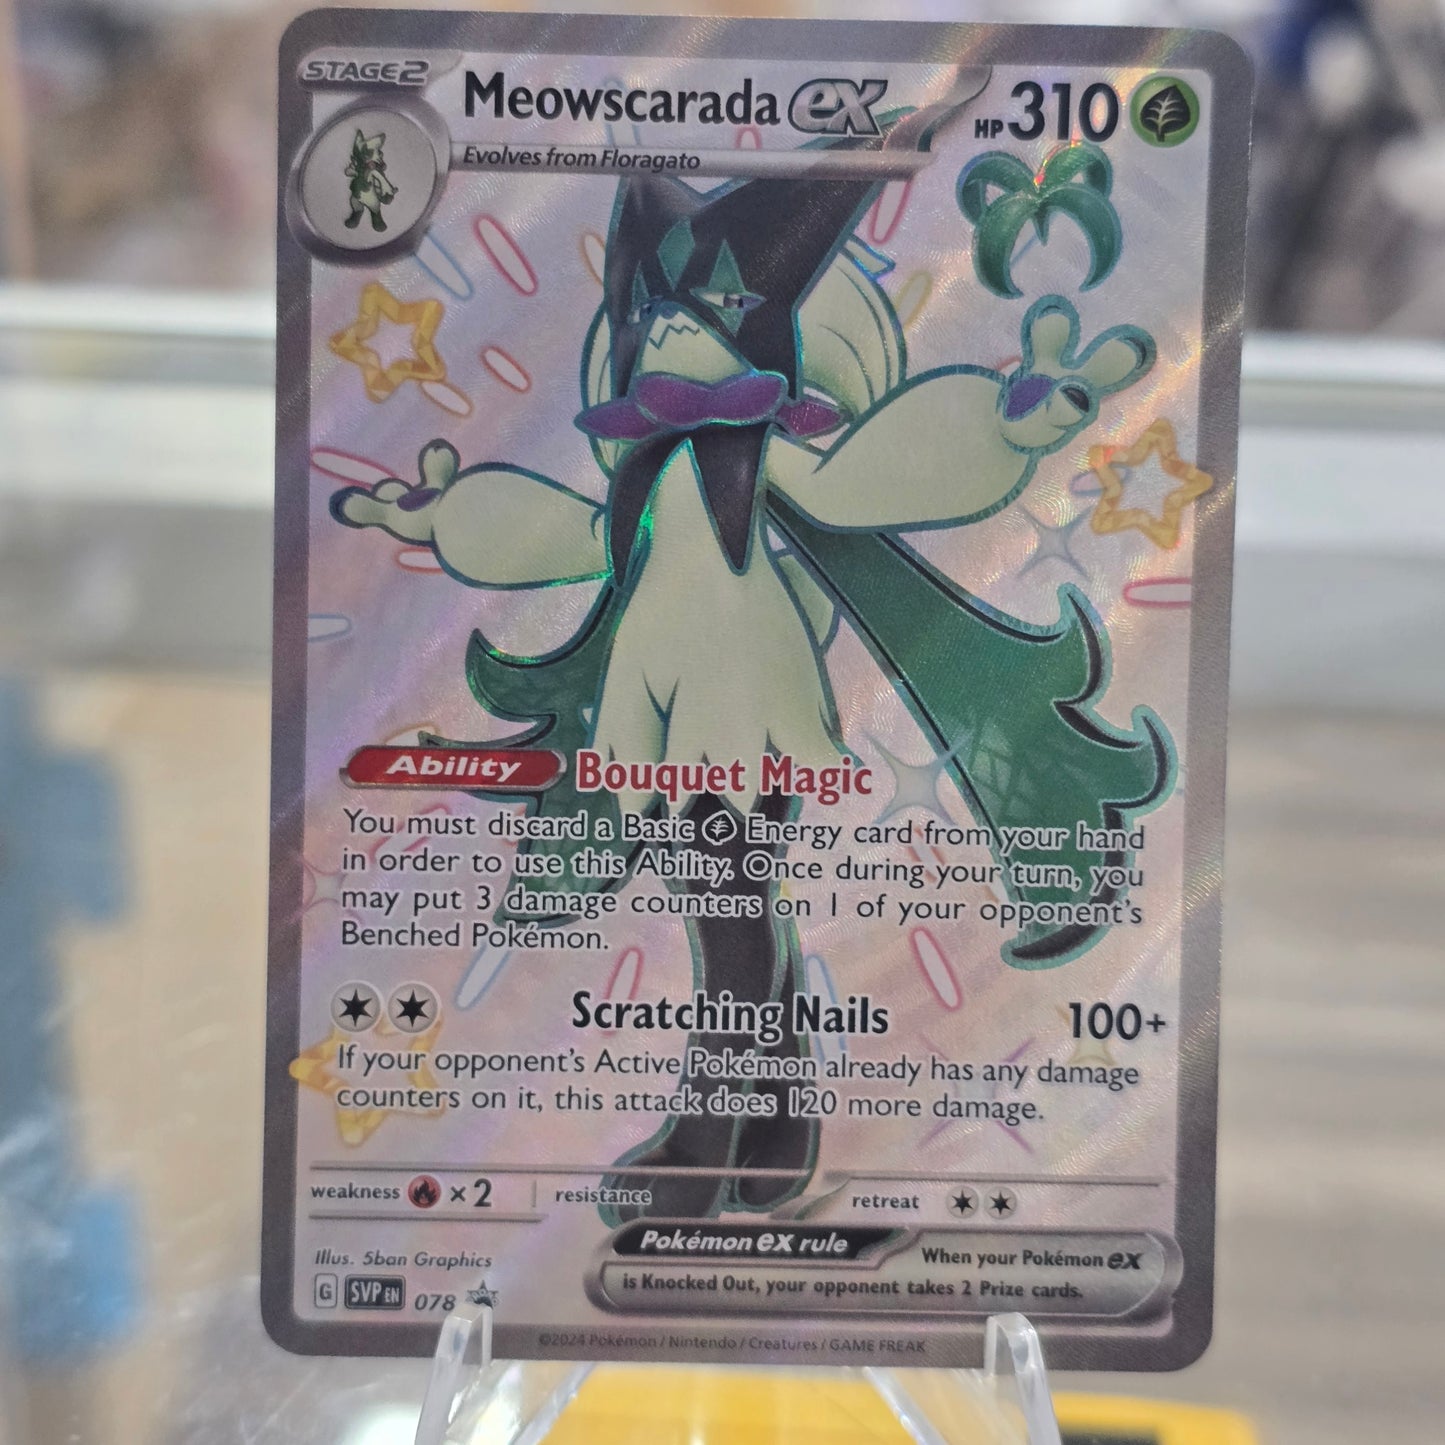 STAGE2
Meowscarada ex
HP 310
Evolves from Floragato
Ability Bouquet Magic
You must discard a Basic Energy card from your hand
in order to use this Ability. Once during your turn, you
may put 3 damage counters on 1 of your opponent's
Benched Pokémon.
Scratching Nails 100+
If your opponent's Active Pokémon already has any damage
counters on it, this attack does 120 more damage.
weakness ×2 resistance retreat
Pokémon ex rule
When your Pokémon ex
is Knocked Out, your opponent takes 2 Prize cards.
Illus. 5ban Graphics
G SVP EN 078
©2024 Pokémon / Nintendo / Creatures / GAME FREAK